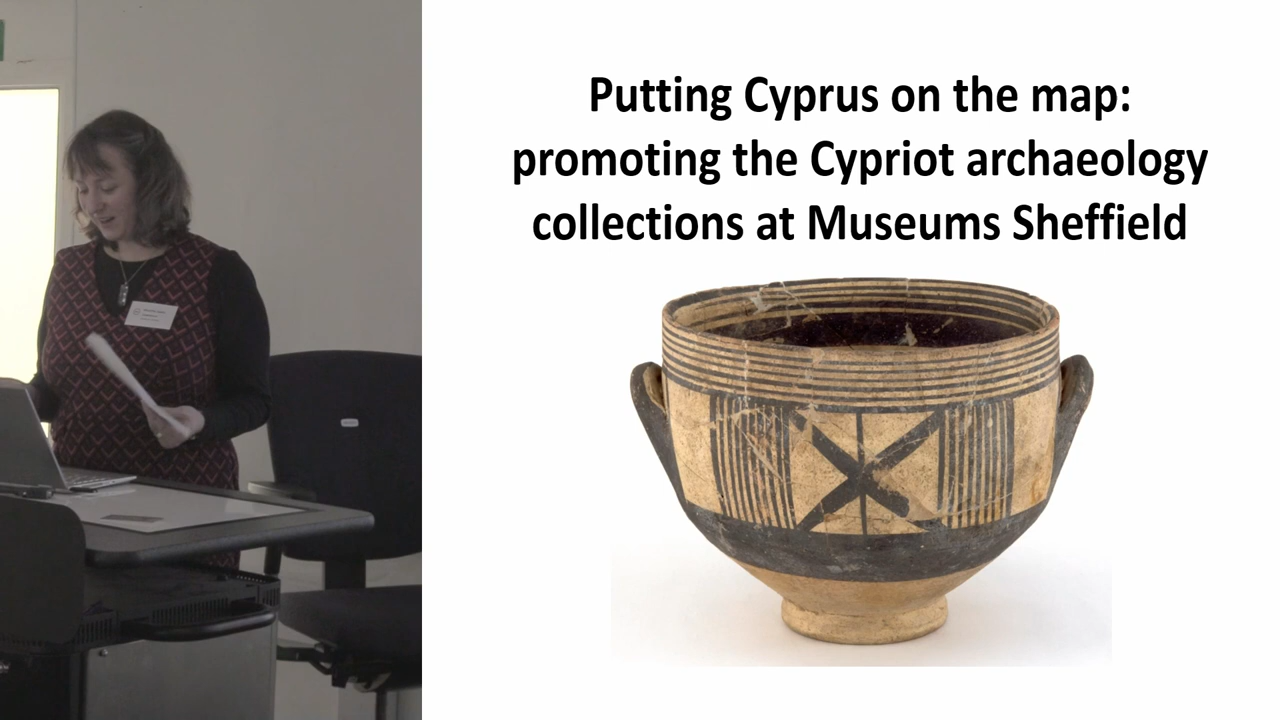 Putting Cyprus on the map:
promoting the Cypriot archaeology
collections at Museums Sheffield